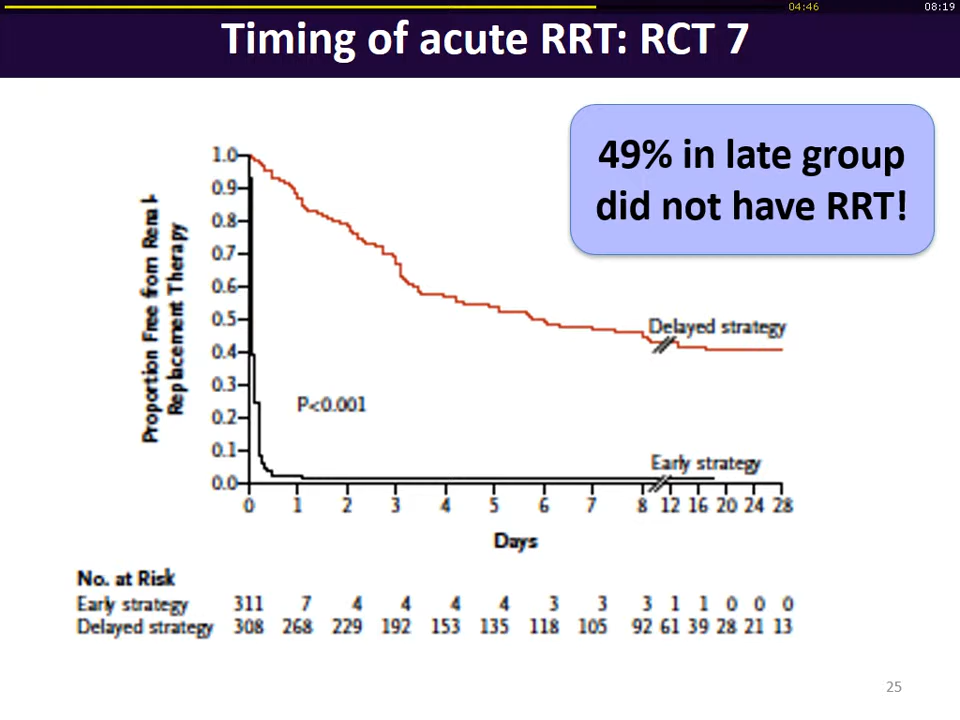 04:46
08:19
Timing of acute RRT: RCT 7
49% in late group
did not have RRT!
Proportion Free from Renal-
Replacement Therapy
1.0
0.9
0.8
0.7
0.6
0.5
0.4
0.3
0.2
0.1
0.0
Delayed strategy
P<0.001
Early strategy
0 1 2 3 4 5 6 7 8 12 16 20 24 28
Days
No. at Risk
Early strategy 311 7 4 4 4 4 3 3 3 1 1 0 0 0
Delayed strategy 308 268 229 192 153 135 118 105 92 61 39 28 21 13
25